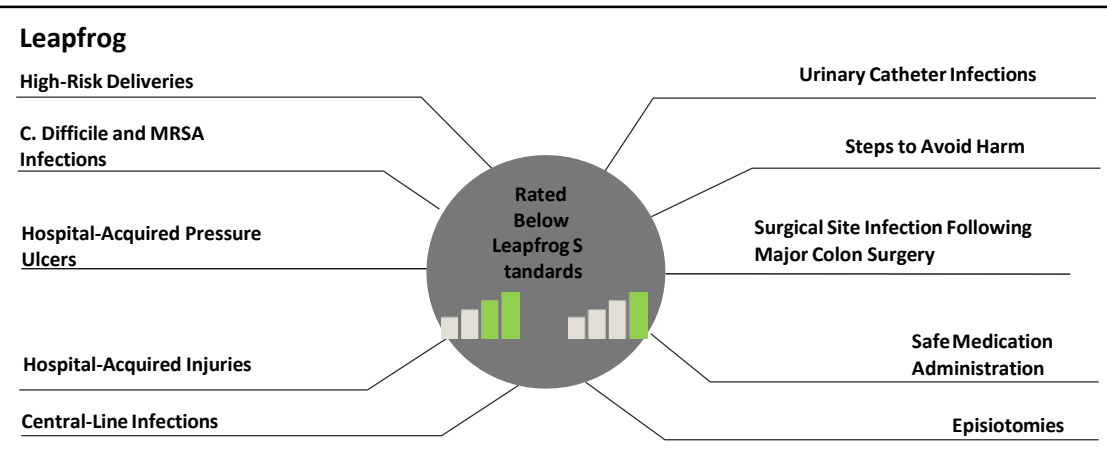 Leapfrog
High-Risk Deliveries
C. Difficile and MRSA
Infections
Hospital-Acquired Pressure
Ulcers
Hospital-Acquired Injuries
Central-Line Infections
Rated
Below
Leapfrog S
tandards
Urinary Catheter Infections
Steps to Avoid Harm
Surgical Site Infection Following
Major Colon Surgery
Safe Medication
Administration
Episiotomies